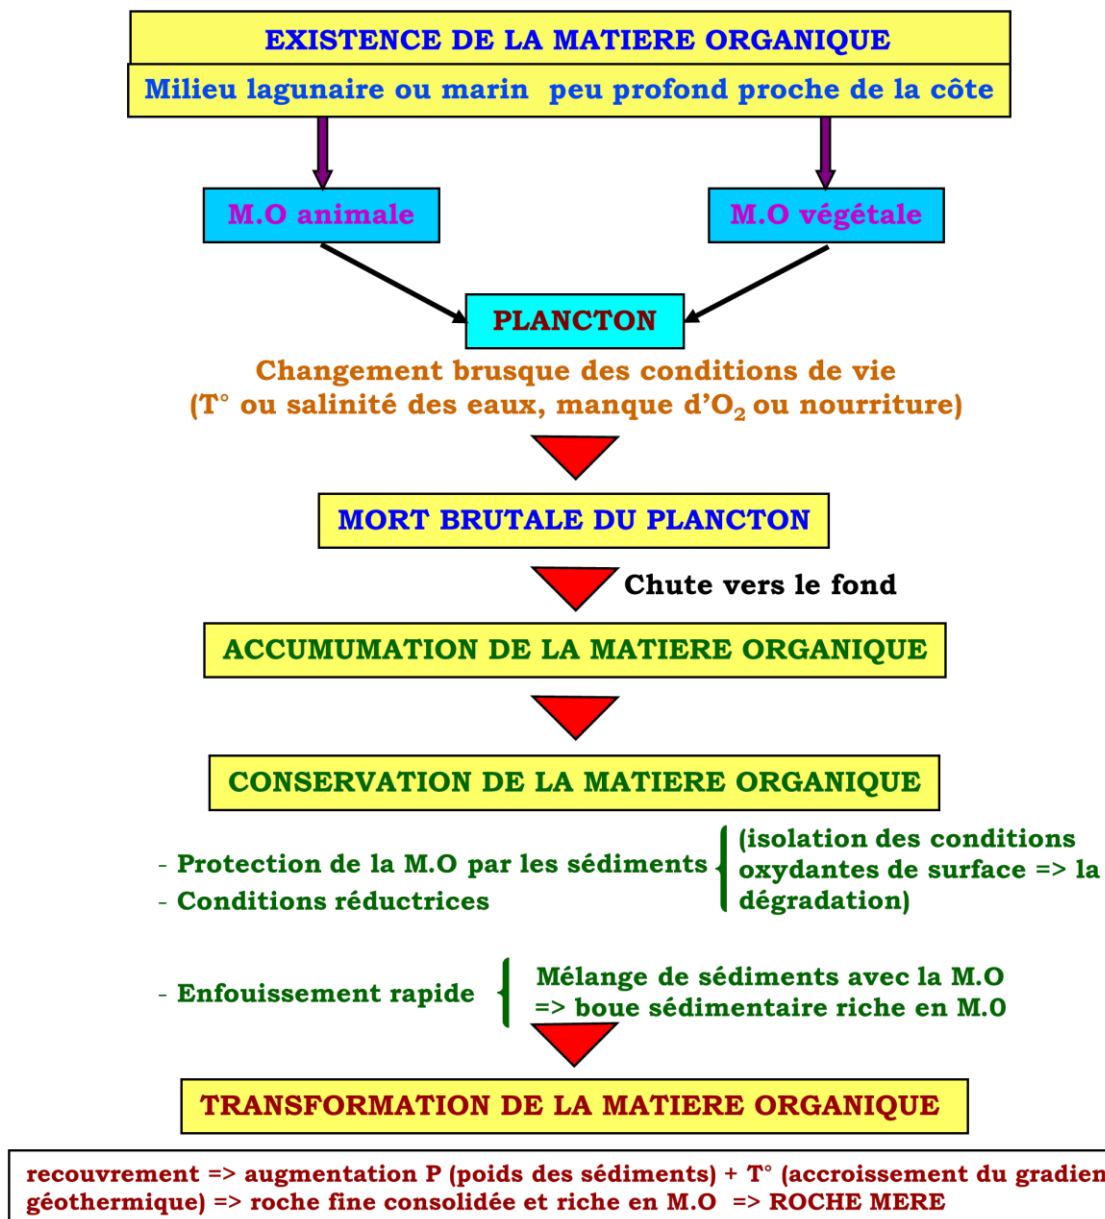 EXISTENCE DE LA MATIERE ORGANIQUE
Milieu lagunaire ou marin peu profond proche de la côte
M.O animale
M.O végétale
PLANCTON
Changement brusque des conditions de vie
(T° ou salinité des eaux, manque d'O₂ ou nourriture)
MORT BRUTALE DU PLANCTON
Chute vers le fond
ACCUMUMATION DE LA MATIERE ORGANIQUE
CONSERVATION DE LA MATIERE ORGANIQUE
- Protection de la M.O par les sédiments
- Conditions réductrices
(isolation des conditions
oxydantes de surface => la
dégradation)
- Enfouissement rapide
Mélange de sédiments avec la M.O
=> boue sédimentaire riche en M.0
TRANSFORMATION DE LA MATIERE ORGANIQUE
recouvrement => augmentation P (poids des sédiments) + T° (accroissement du gradien
géothermique) => roche fine consolidée et riche en M.O => ROCHE MERE